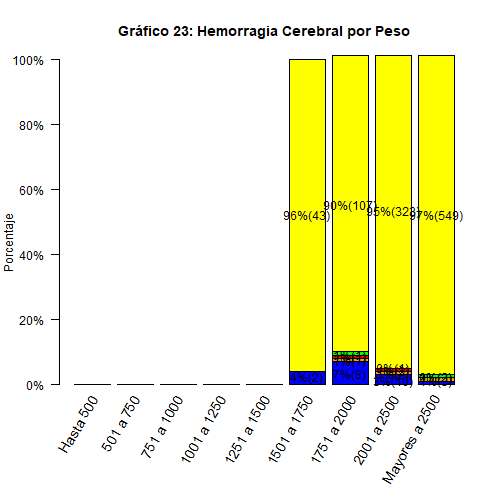 Gráfico 23: Hemorragia Cerebral por Peso
Porcentaje
100%
80%
60%
40%
20%
0%
96%(43)
90%(107)
95%(323)
97%(549)
7%(8)
Hasta 500
501 a 750
751 a 1000
1001 a 1250
1251 a 1500
1501 a 1750
1751 a 2000
2001 a 2500
Mayores a 2500